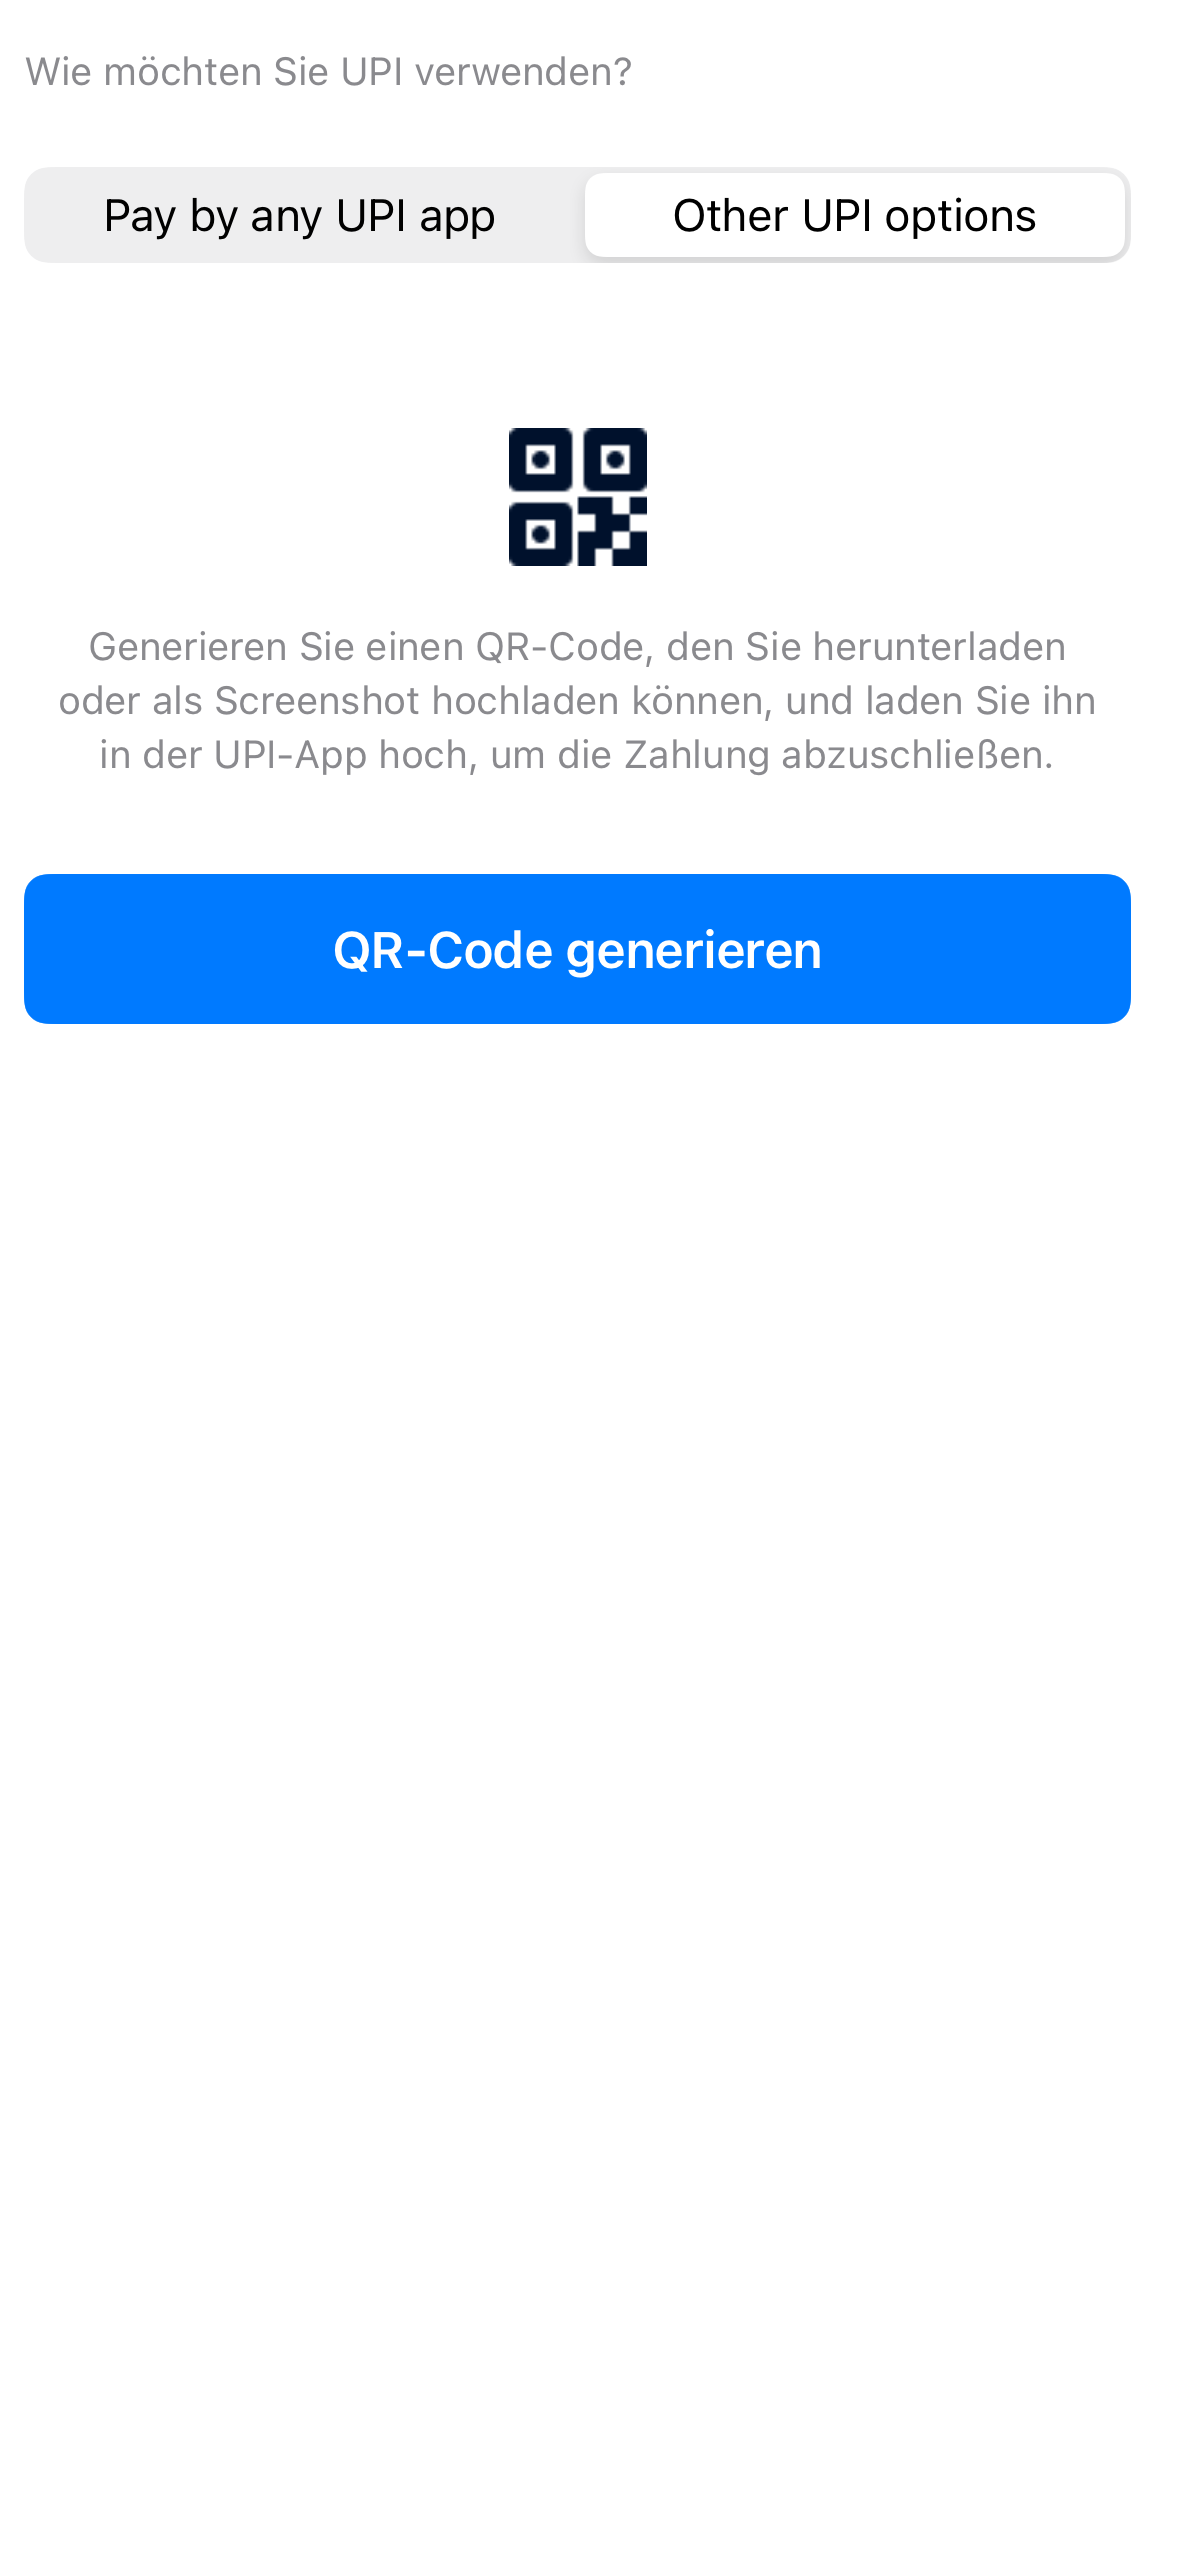 Wie möchten Sie UPI verwenden?
Pay by any UPI app
Other UPI options
Generieren Sie einen QR-Code, den Sie herunterladen
oder als Screenshot hochladen können, und laden Sie ihn
in der UPI-App hoch, um die Zahlung abzuschließen.
QR-Code generieren